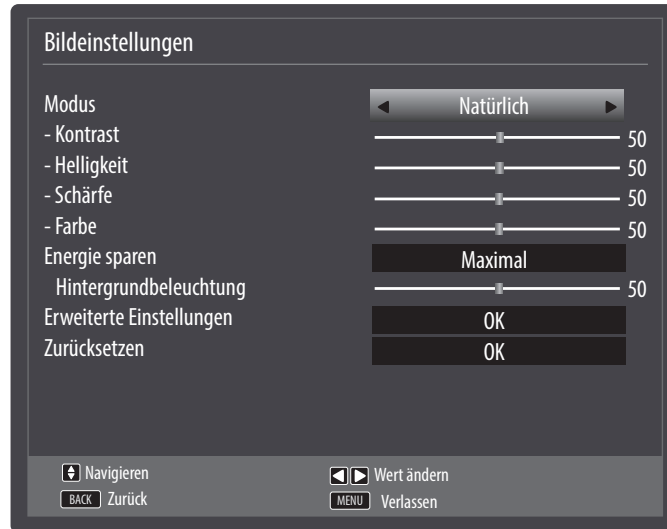 Bildeinstellungen
Modus Natürlich
- Kontrast 50
- Helligkeit 50
- Schärfe 50
- Farbe 50
Energie sparen Maximal
Hintergrundbeleuchtung 50
Erweiterte Einstellungen OK
Zurücksetzen OK
Navigieren Wert ändern
BACK Zurück MENU Verlassen